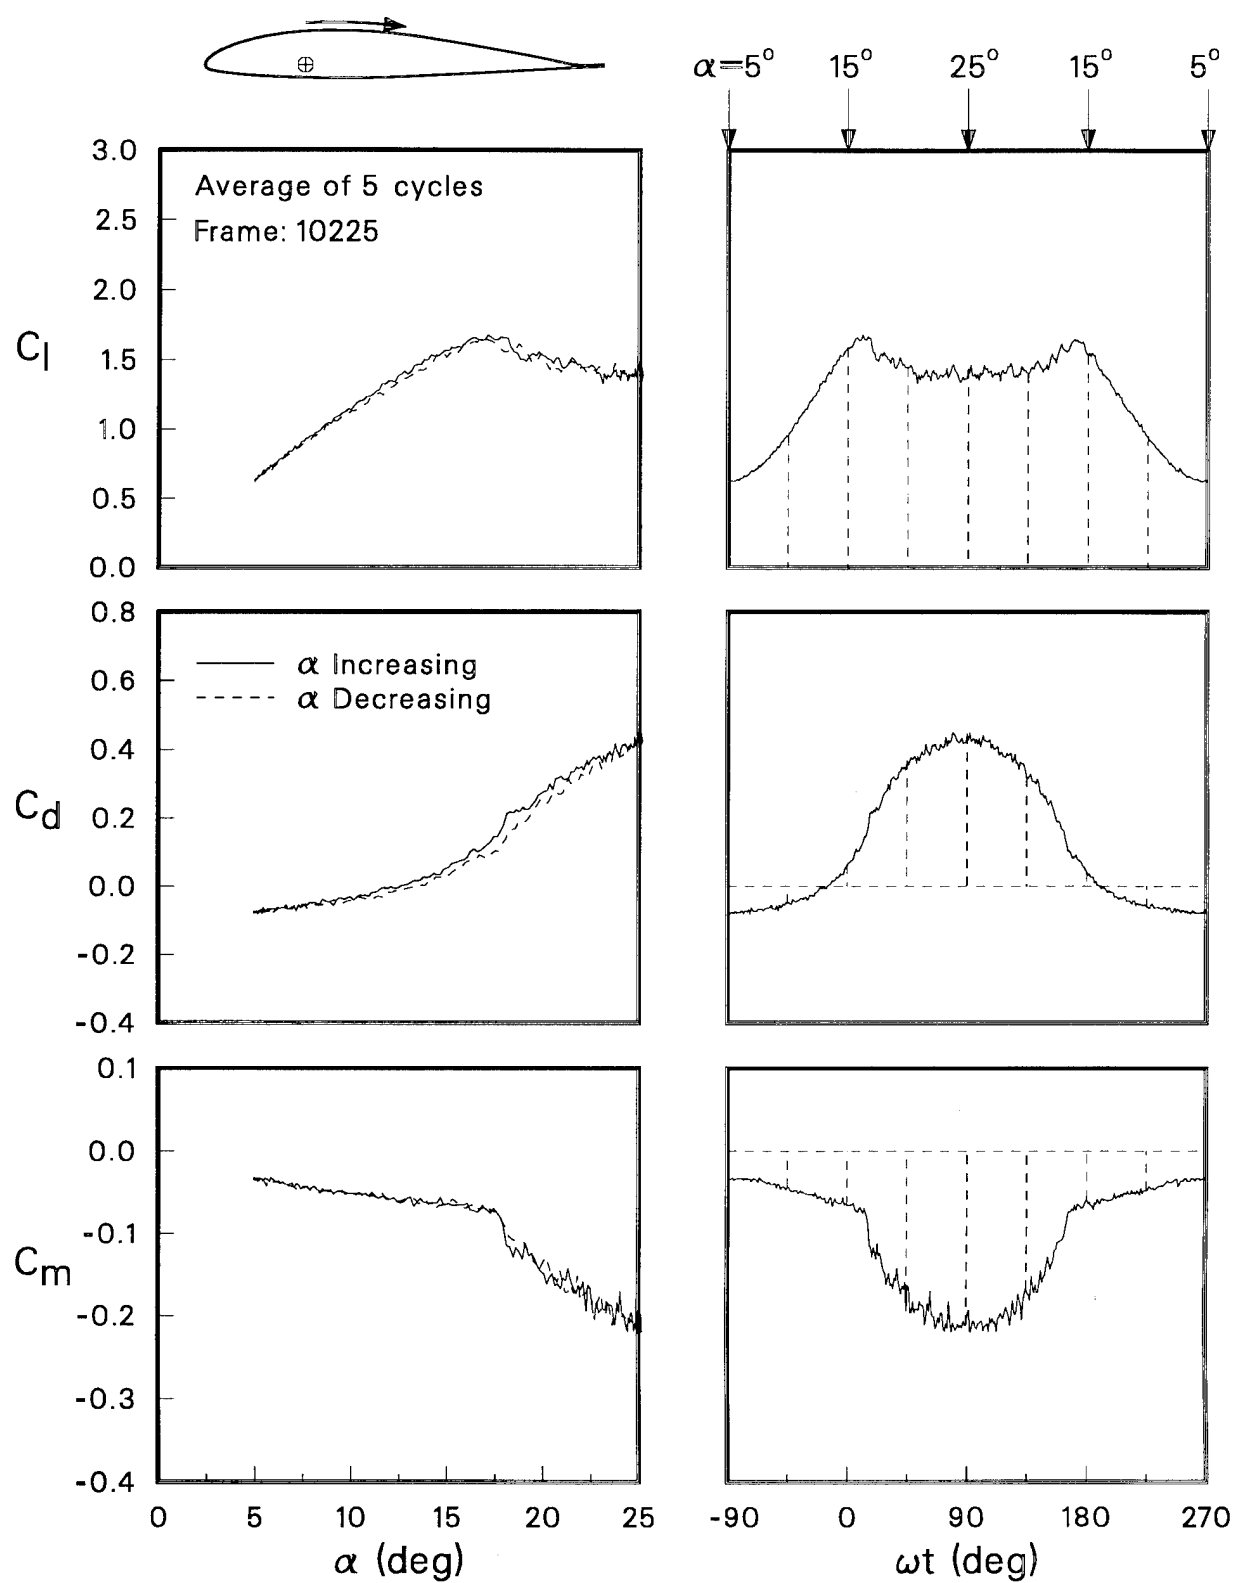 α=5° 15° 25° 15° 5°
3.0
2.5
2.0
1.5
1.0
0.5
0.0
C_l
Average of 5 cycles
Frame: 10225
0.8
0.6
0.4
0.2
0.0
-0.2
-0.4
C_d
α Increasing
α Decreasing
0.1
0.0
-0.1
-0.2
-0.3
-0.4
C_m
0 5 10 15 20 25
α (deg)
-90 0 90 180 270
ωt (deg)